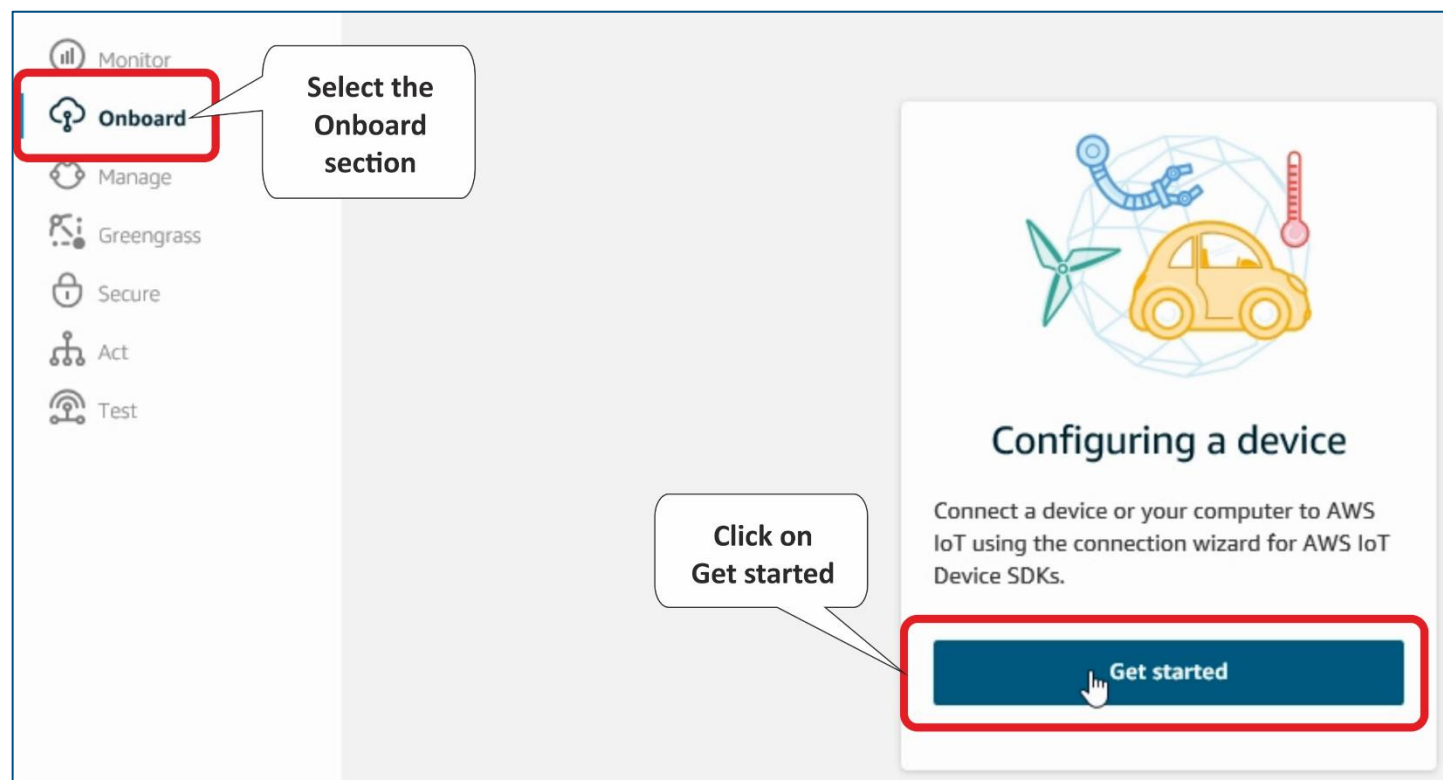 Monitor
Onboard
Manage
Greengrass
Secure
Act
Test
Select the
Onboard
section
Configuring a device
Connect a device or your computer to AWS
IoT using the connection wizard for AWS IoT
Device SDKs.
Click on
Get started
Get started